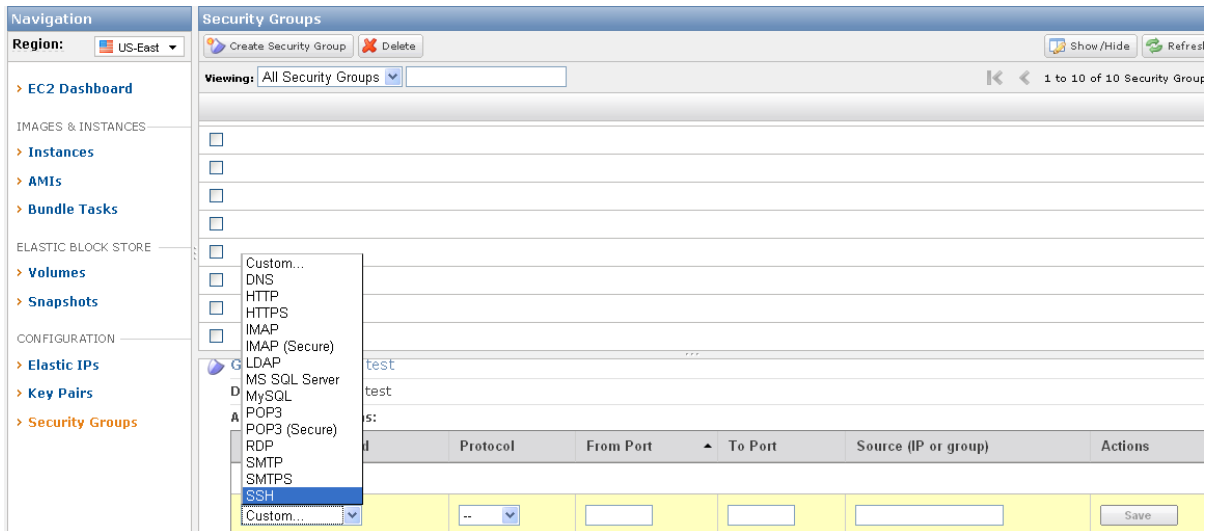 Navigation
Security Groups
Region: US-East
Create Security Group Delete Show/Hide
Viewing: All Security Groups 1 to 10 of 10 Security
> EC2 Dashboard
IMAGES & INSTANCES
> Instances
> AMIs
> Bundle Tasks
ELASTIC BLOCK STORE
> Volumes
> Snapshots
CONFIGURATION
> Elastic IPs
> Key Pairs
> Security Groups
Custom...
DNS
HTTP
HTTPS
IMAP
IMAP (Secure)
LDAP
MS SQL Server
MySQL
POP3
POP3 (Secure)
RDP
SMTP
SMTPS
SSH
test
test
Protocol From Port To Port Source (IP or group) Actions
Custom... -- Save